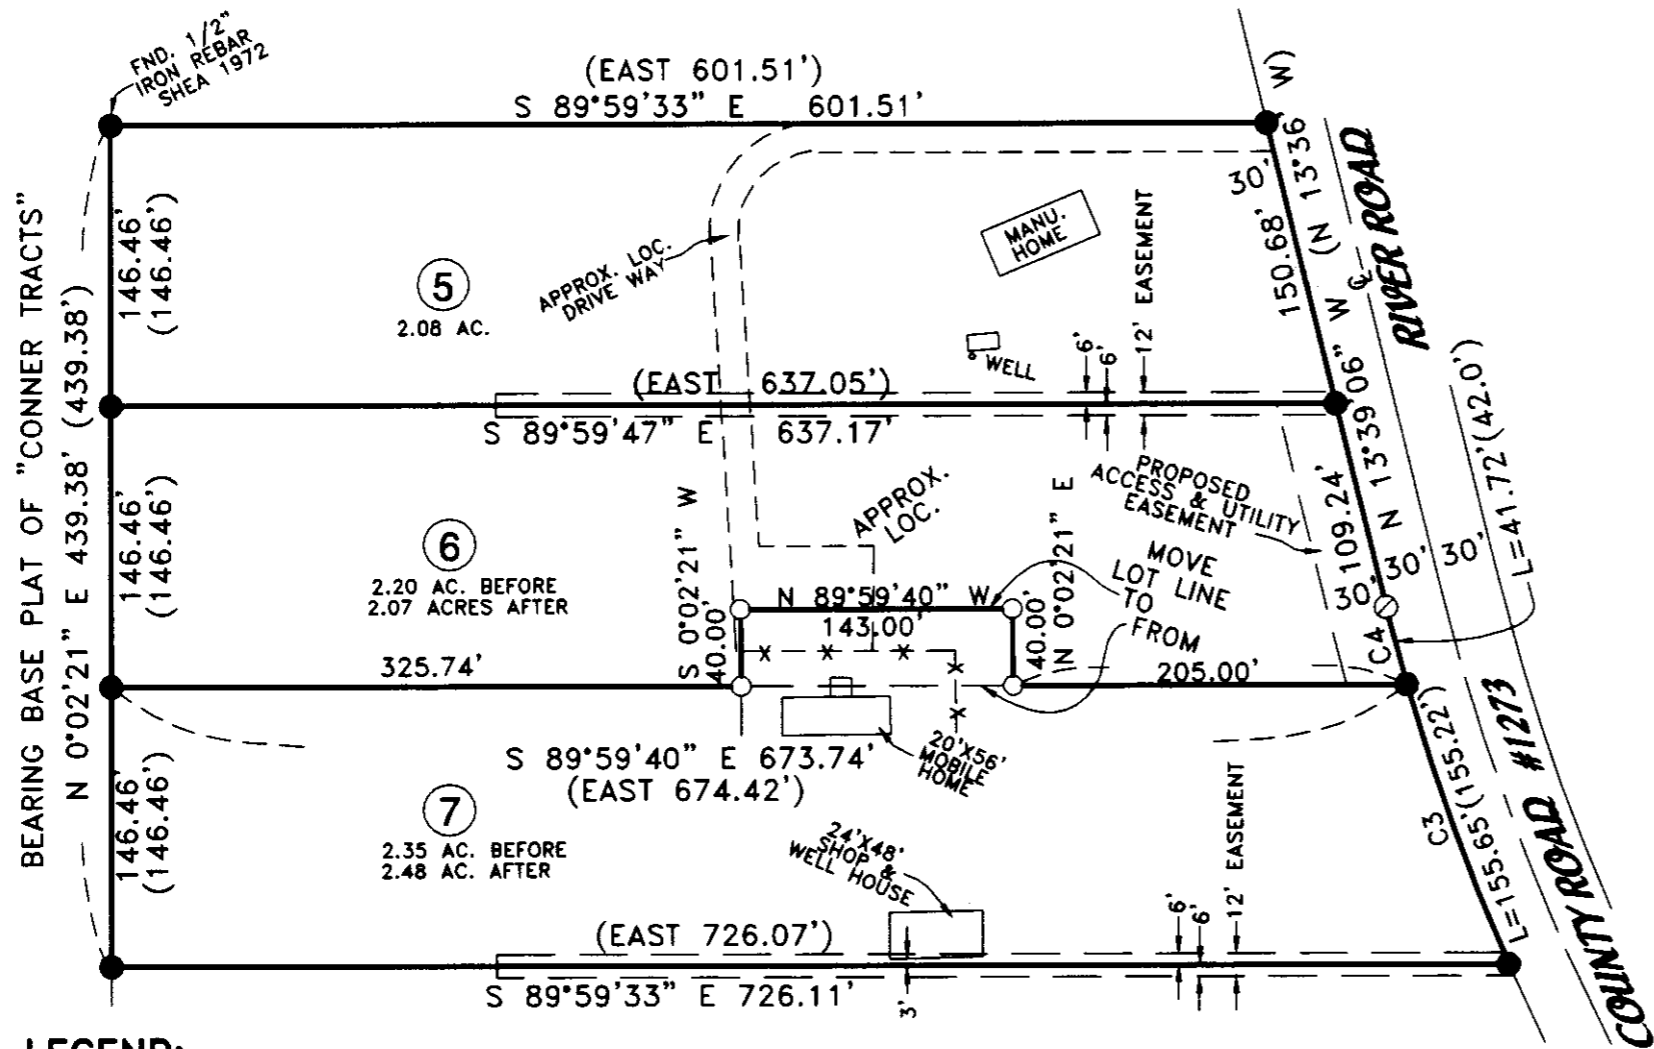 FND. 1/2"
IRON REBAR
SHEA 1972
(EAST 601.51')
S 89°59'33" E 601.51'
BEARING BASE PLAT OF "CONNER TRACTS"
N 0°02'21" E 439.38' (439.38')
146.46'
(146.46')
5
2.08 AC.
APPROX. LOC.
DRIVE WAY
MANU.
HOME
WELL
6'
6'
12' EASEMENT
30'
150.68'
N 13°39'06" W (N 13°36' W)
℄
RIVER ROAD
(EAST 637.05')
S 89°59'47" E 637.17'
146.46'
(146.46')
6
2.20 AC. BEFORE
2.07 ACRES AFTER
APPROX.
LOC.
PROPOSED
ACCESS & UTILITY
EASEMENT
109.24'
30'
30'
30'
L=41.72'(42.0')
MOVE
LOT LINE
TO
FROM
S 0°02'21" W
40.00'
N 89°59'40" W
143.00'
N 0°02'21" E
40.00'
C4
325.74'
205.00'
S 89°59'40" E 673.74'
(EAST 674.42')
20'X56'
MOBILE
HOME
146.46'
(146.46')
7
2.35 AC. BEFORE
2.48 AC. AFTER
24'X48'
SHOP &
WELL HOUSE
6'
6'
12' EASEMENT
C3
L=155.65'(155.22')
COUNTY ROAD #1273
(EAST 726.07')
S 89°59'33" E 726.11'
3'
LEGEND: